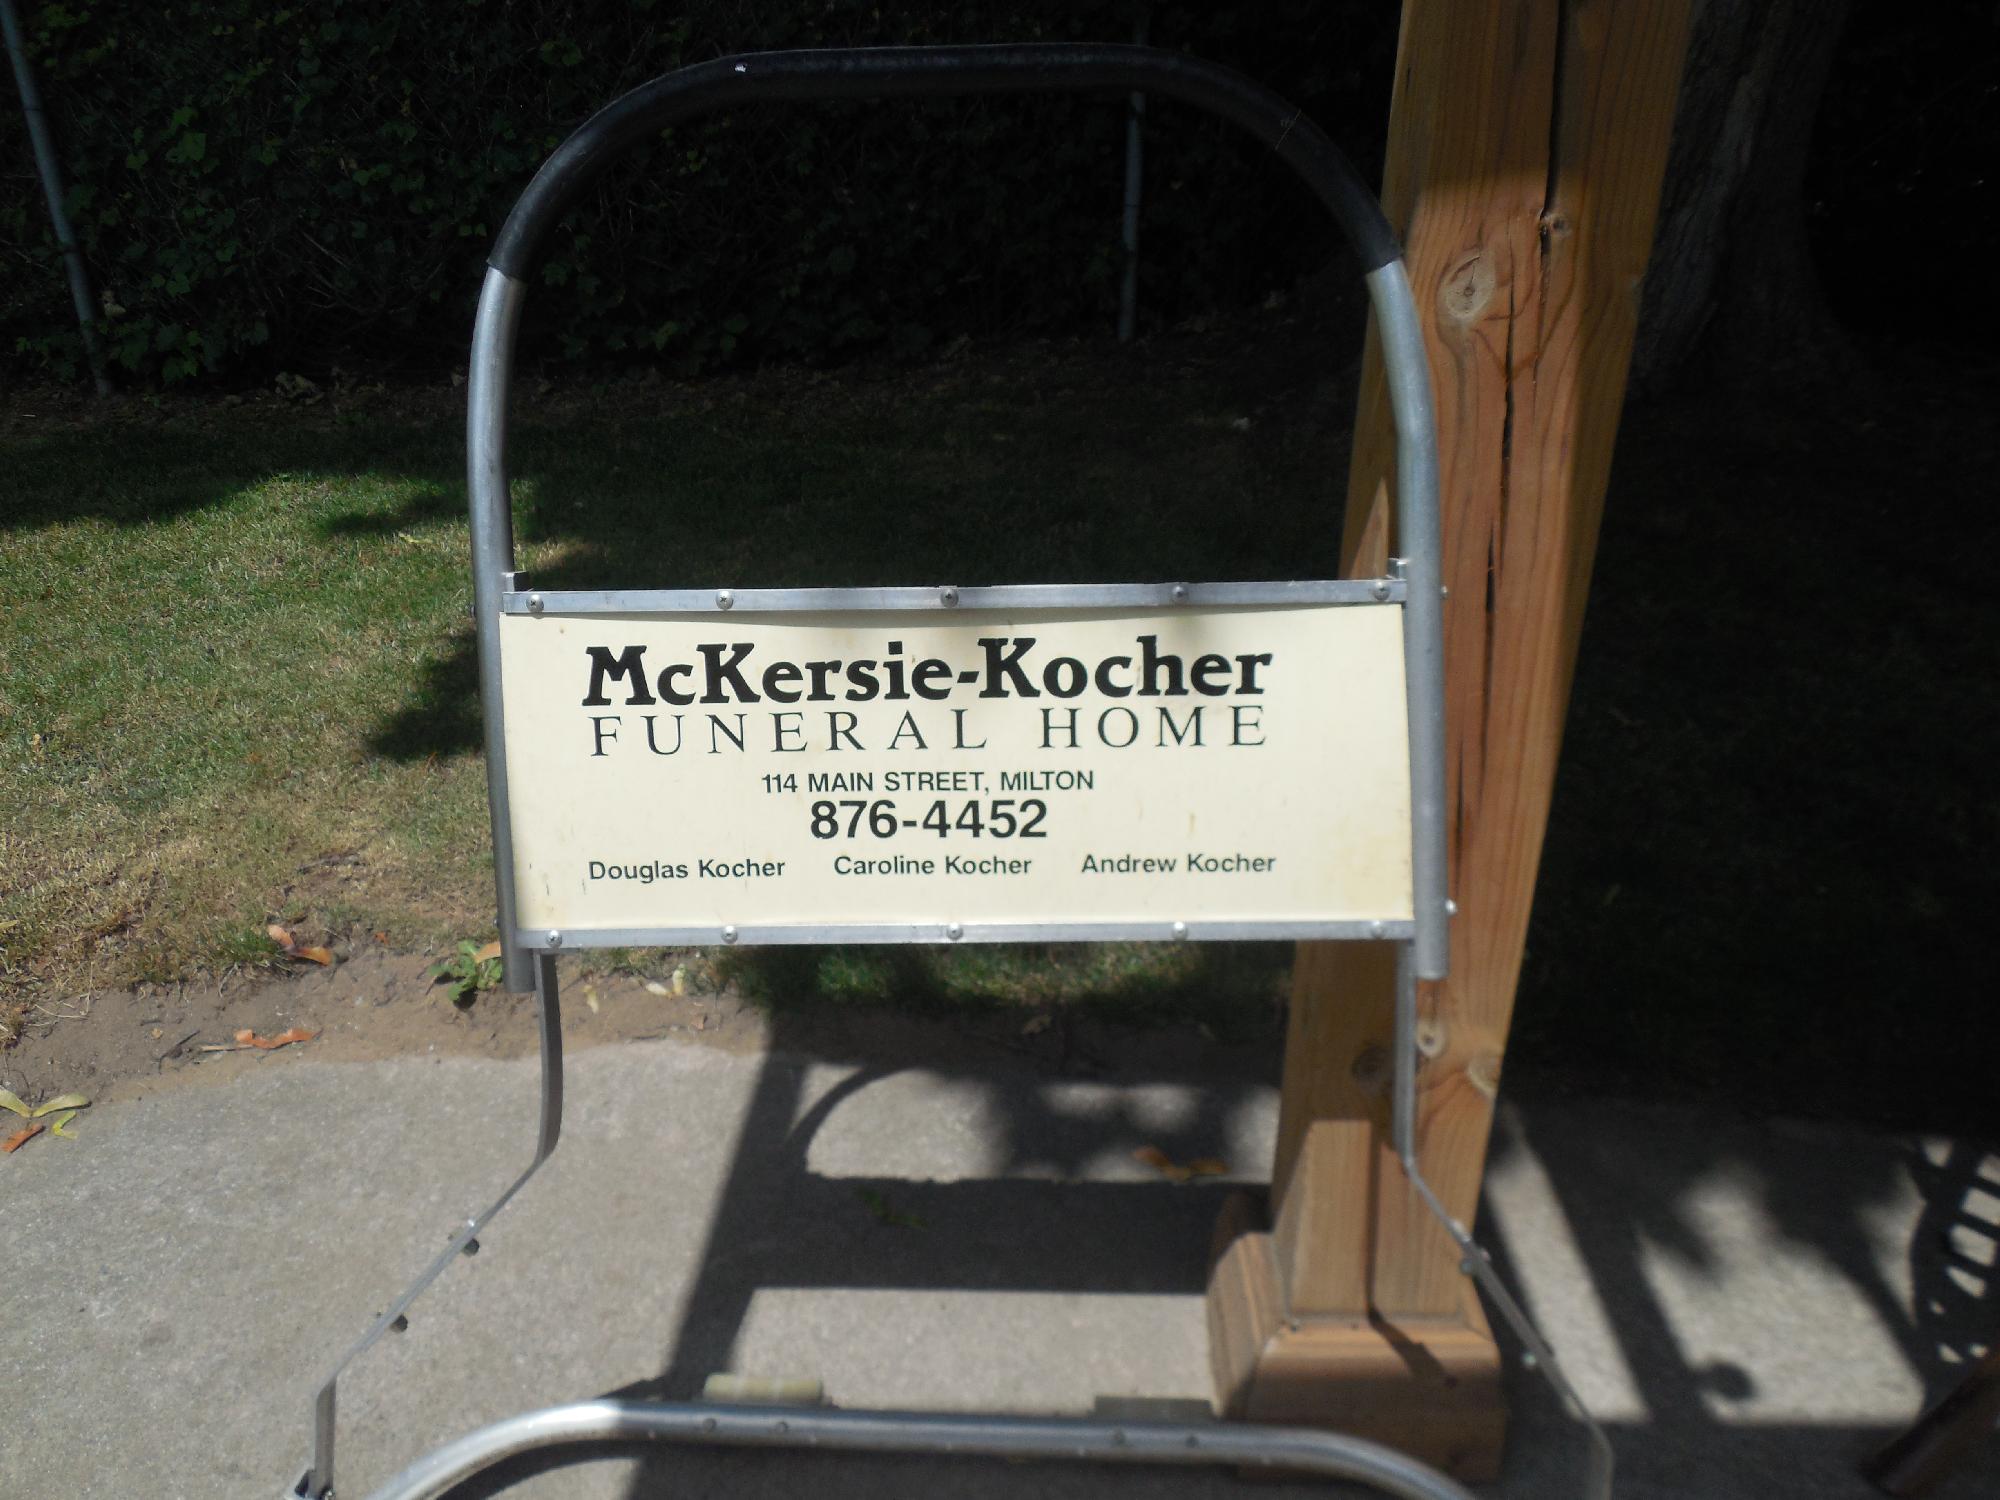 McKersie-Kocher
FUNERAL HOME
114 MAIN STREET, MILTON
876-4452
Douglas Kocher Caroline Kocher Andrew Kocher